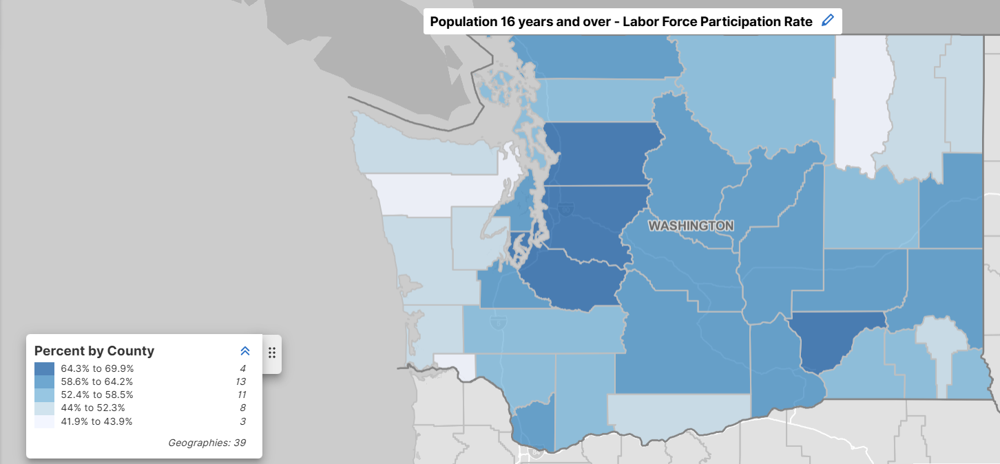 Population 16 years and over - Labor Force Participation Rate
WASHINGTON
Percent by County
64.3% to 69.9% 4
58.6% to 64.2% 13
52.4% to 58.5% 11
44% to 52.3% 8
41.9% to 43.9% 3
Geographies: 39